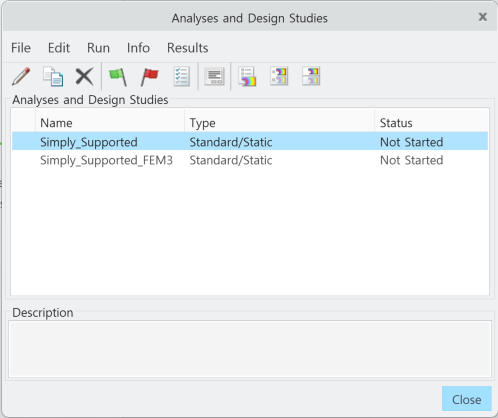 Analyses and Design Studies x
File Edit Run Info Results
Analyses and Design Studies
Name Type Status
Simply_Supported Standard/Static Not Started
Simply_Supported_FEM3 Standard/Static Not Started
Description
Close